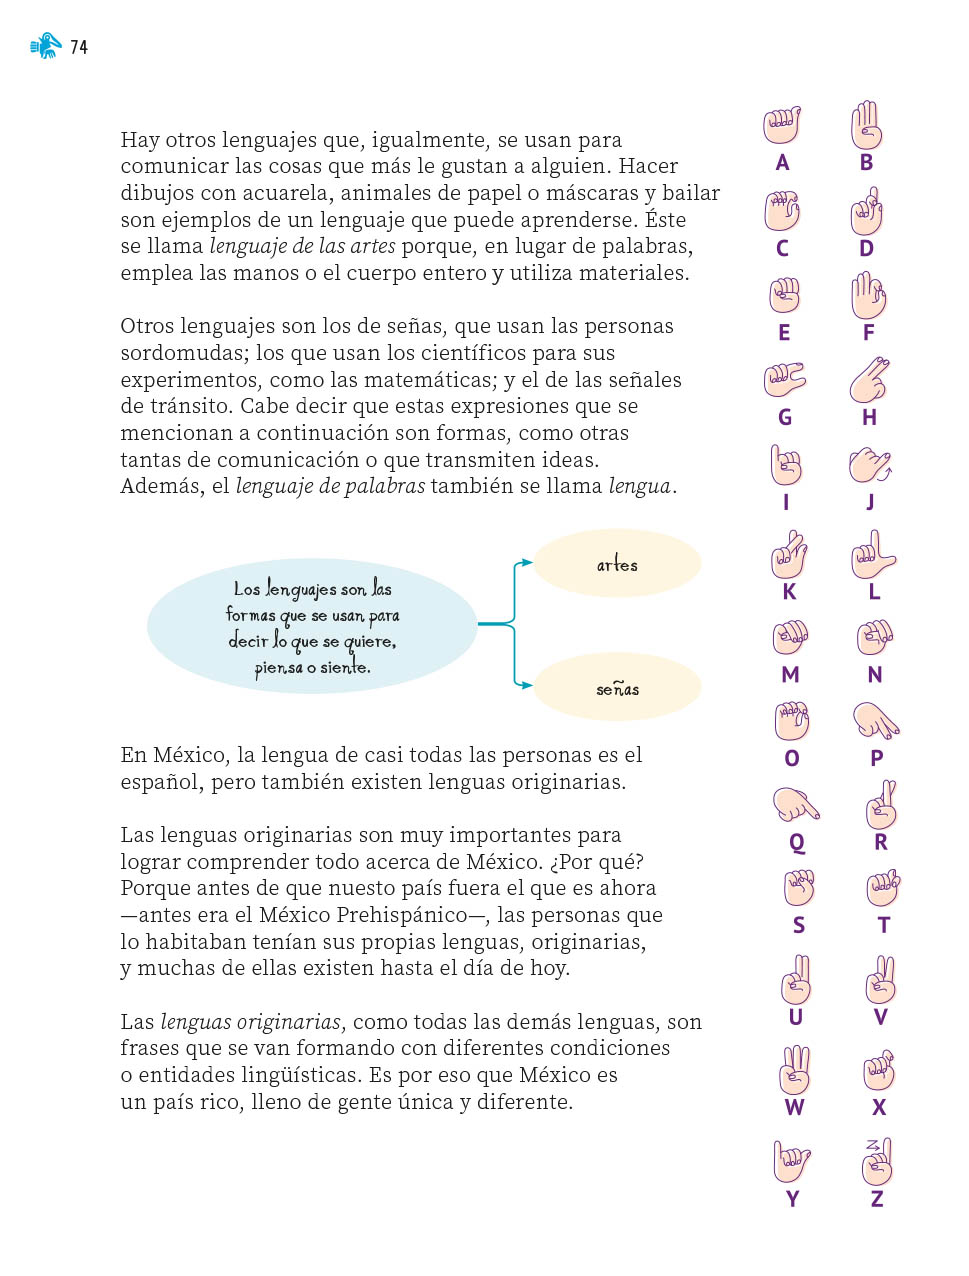 74
Hay otros lenguajes que, igualmente, se usan para
comunicar las cosas que más le gustan a alguien. Hacer
dibujos con acuarela, animales de papel o máscaras y bailar
son ejemplos de un lenguaje que puede aprenderse. Éste
se llama lenguaje de las artes porque, en lugar de palabras,
emplea las manos o el cuerpo entero y utiliza materiales.
Otros lenguajes son los de señas, que usan las personas
sordomudas; los que usan los científicos para sus
experimentos, como las matemáticas; y el de las señales
de tránsito. Cabe decir que estas expresiones que se
mencionan a continuación son formas, como otras
tantas de comunicación o que transmiten ideas.
Además, el lenguaje de palabras también se llama lengua.
Los lenguajes son las
formas que se usan para
decir lo que se quiere,
piensa o siente.
artes
señas
En México, la lengua de casi todas las personas es el
español, pero también existen lenguas originarias.
Las lenguas originarias son muy importantes para
lograr comprender todo acerca de México. ¿Por qué?
Porque antes de que nuesto país fuera el que es ahora
—antes era el México Prehispánico—, las personas que
lo habitaban tenían sus propias lenguas, originarias,
y muchas de ellas existen hasta el día de hoy.
Las lenguas originarias, como todas las demás lenguas, son
frases que se van formando con diferentes condiciones
o entidades lingüísticas. Es por eso que México es
un país rico, lleno de gente única y diferente.
A B
C D
E F
G H
I J
K L
M N
O P
Q R
S T
U V
W X
Y Z